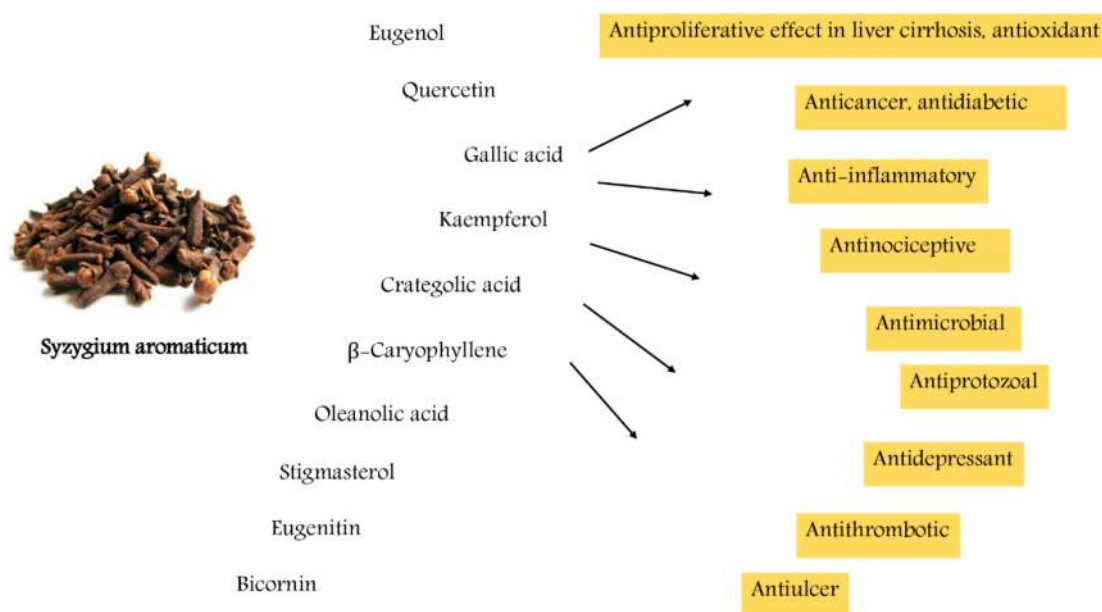 Eugenol
Antiproliferative effect in liver cirrhosis, antioxidant
Quercetin
Anticancer, antidiabetic
Gallic acid
Anti-inflammatory
Kaempferol
Antinociceptive
Crategolic acid
Antimicrobial
Syzygium aromaticum
β-Caryophyllene
Antiprotozoal
Oleanolic acid
Antidepressant
Stigmasterol
Eugenitin
Antithrombotic
Bicornin
Antiulcer